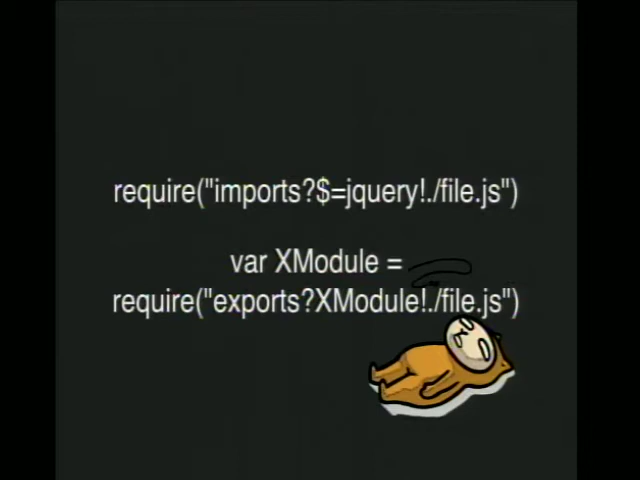 require("imports?$=jquery!./file.js")
var XModule =
require("exports?XModule!./file.js")